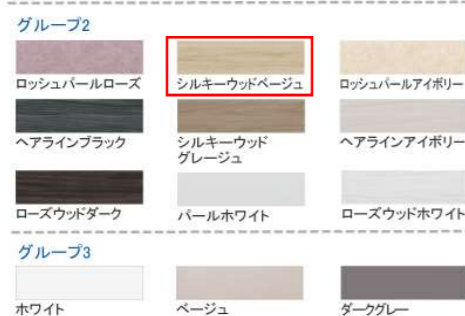 グループ2
ロッシュパールローズ
シルキーウッドベージュ
ロッシュパールアイボリー
ヘアラインブラック
シルキーウッド
グレージュ
ヘアラインアイボリー
ローズウッドダーク
パールホワイト
ローズウッドホワイト
グループ3
ホワイト
ベージュ
ダークグレー